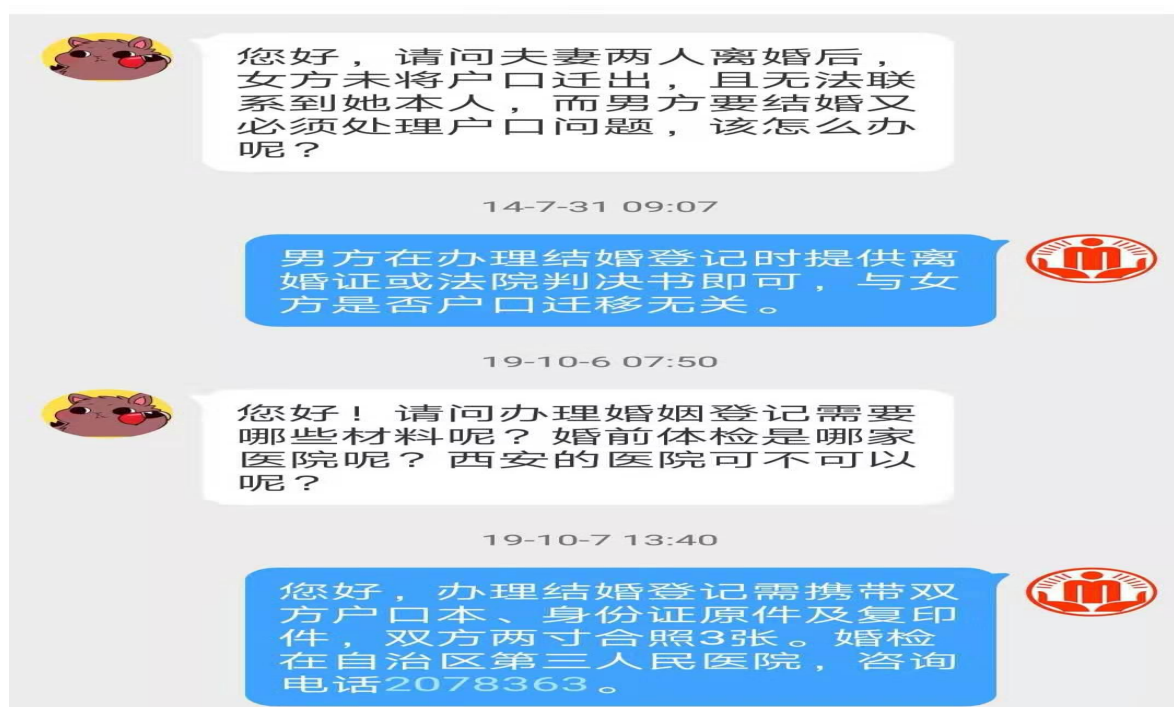 您好，请问夫妻两人离婚后，
女方未将户口迁出，且无法联
系到她本人，而男方要结婚又
必须处理户口问题，该怎么办
呢？
14-7-31 09:07
男方在办理结婚登记时提供离
婚证或法院判决书即可，与女
方是否户口迁移无关。
19-10-6 07:50
您好！请问办理婚姻登记需要
哪些材料呢？婚前体检是哪家
医院呢？西安的医院可不可以
呢？
19-10-7 13:40
您好，办理结婚登记需携带双
方户口本、身份证原件及复印
件，双方两寸合照3张。婚检
在自治区第三人民医院，咨询
电话2078363。